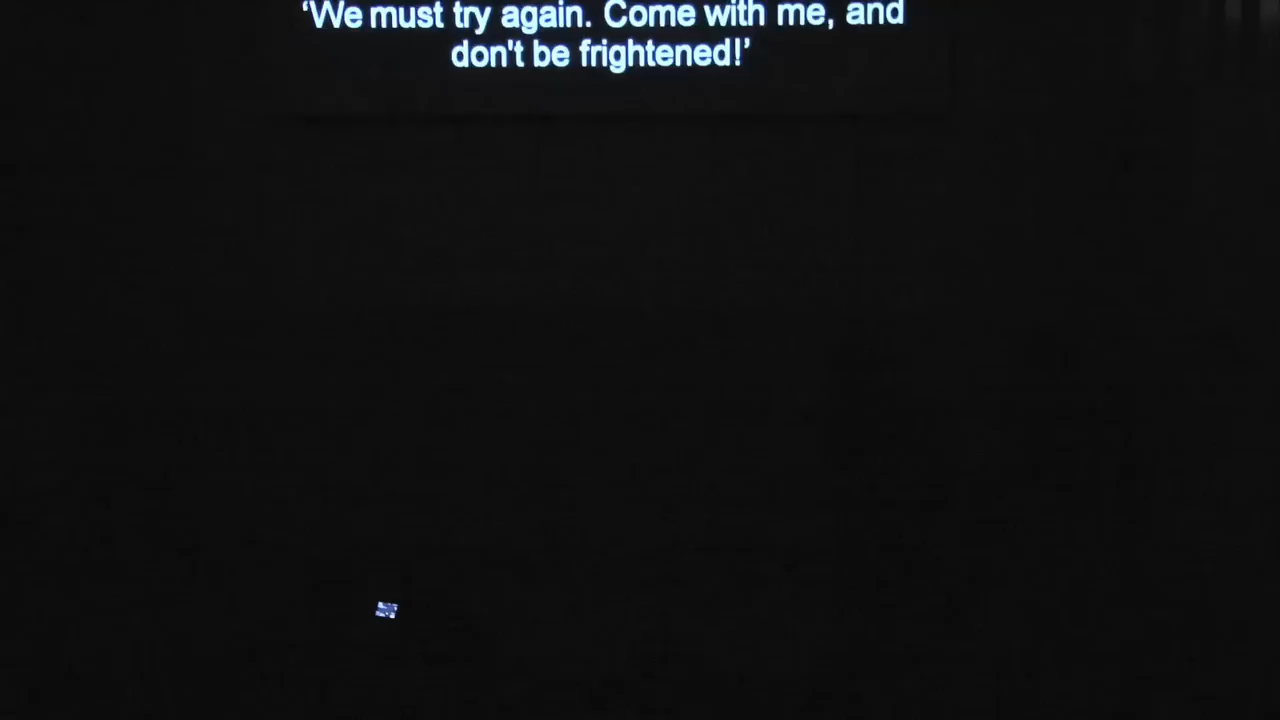 ‘We must try again. Come with me, and
don't be frightened!’